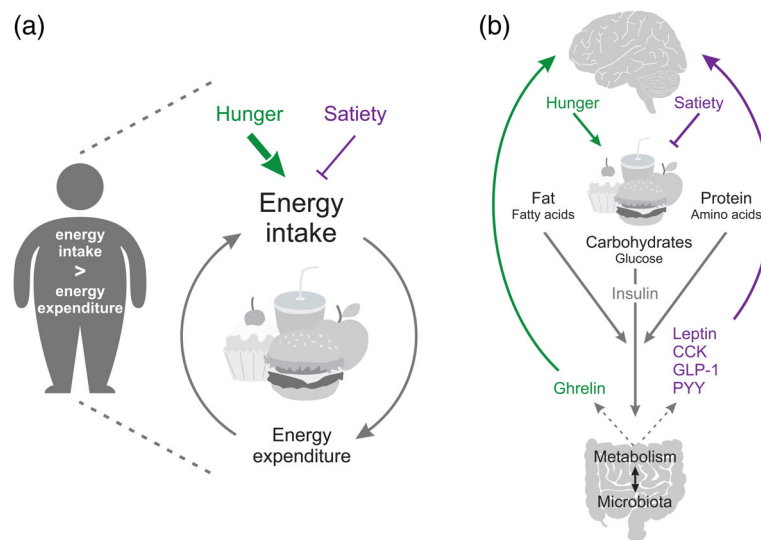 (a)
Hunger
Satiety
Energy
intake
energy
intake
>
energy
expenditure
Energy
expenditure
(b)
Hunger
Satiety
Fat
Fatty acids
Protein
Amino acids
Carbohydrates
Glucose
Insulin
Leptin
CCK
GLP-1
PYY
Ghrelin
Metabolism
Microbiota